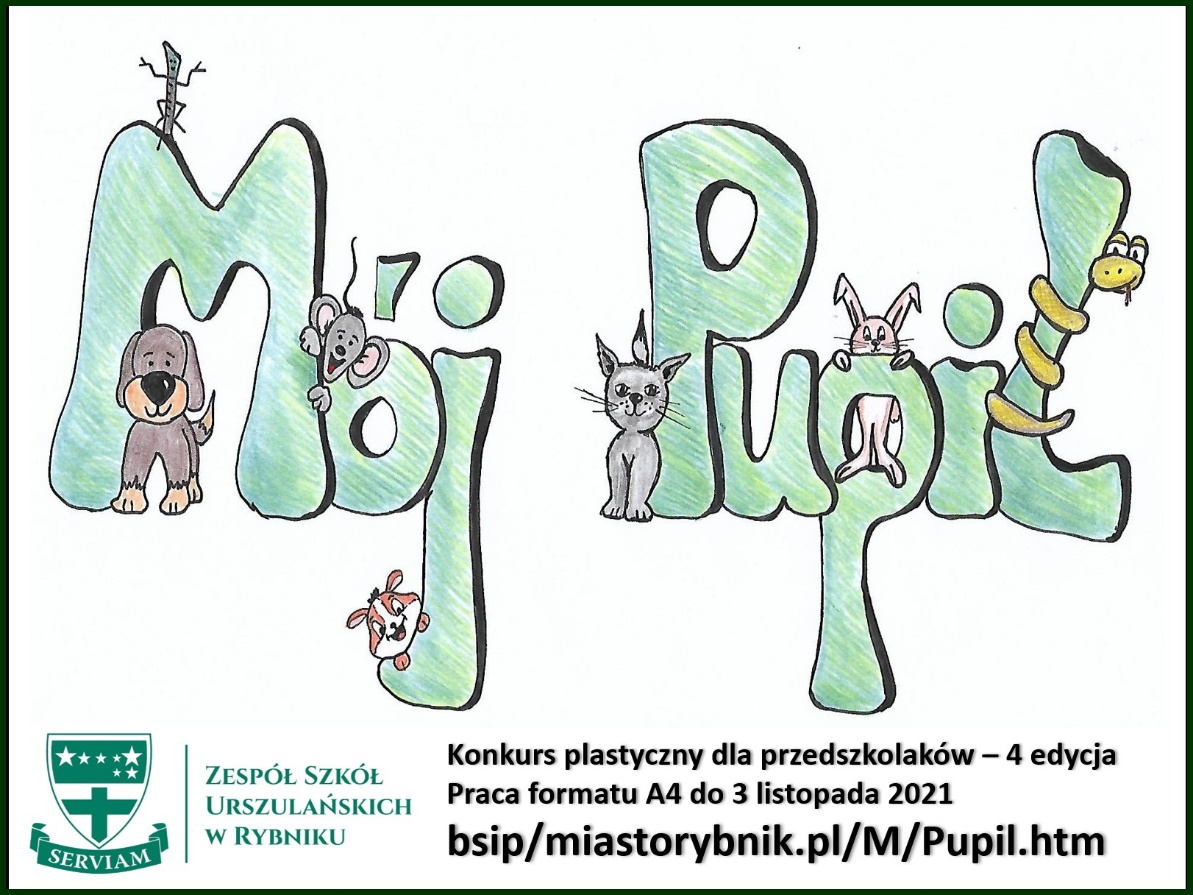 Mój Pupil
SERVIAM
Zespół Szkół
Urszulańskich
w Rybniku
Konkurs plastyczny dla przedszkolaków – 4 edycja
Praca formatu A4 do 3 listopada 2021
bsip/miastorybnik.pl/M/Pupil.htm